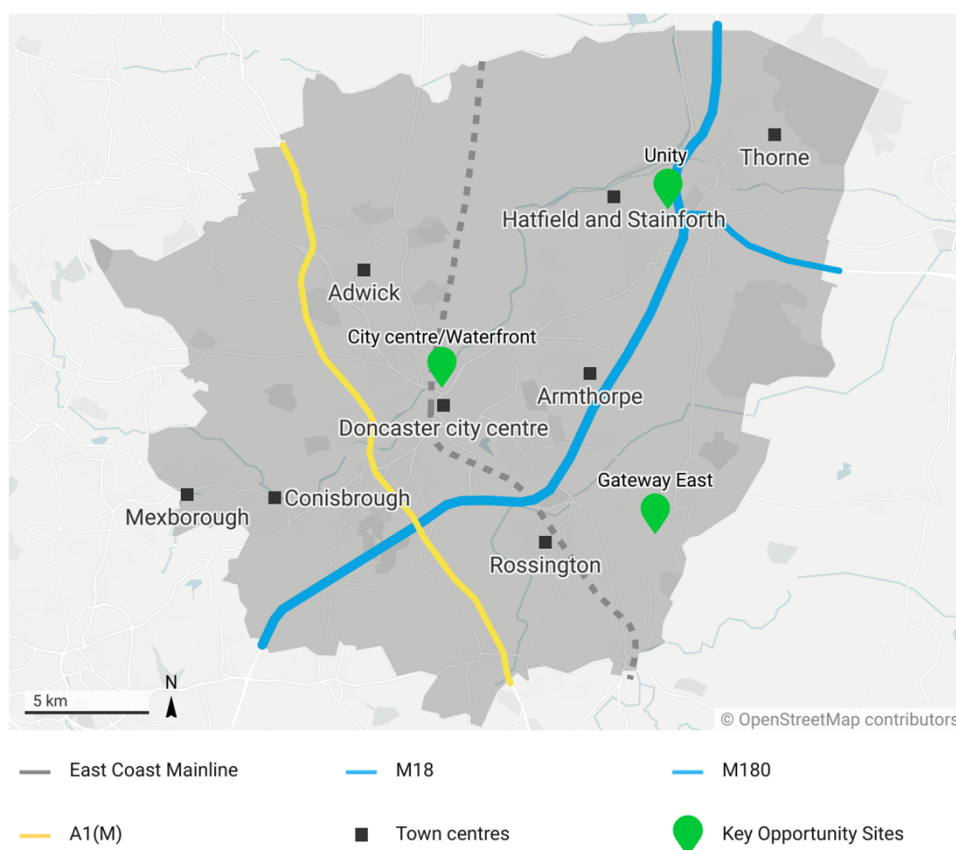 Unity
Thorne
Hatfield and Stainforth
Adwick
City centre/Waterfront
Armthorpe
Doncaster city centre
Gateway East
Conisbrough
Mexborough
Rossington
N
5 km
© OpenStreetMap contributors
East Coast Mainline
M18
M180
A1(M)
Town centres
Key Opportunity Sites